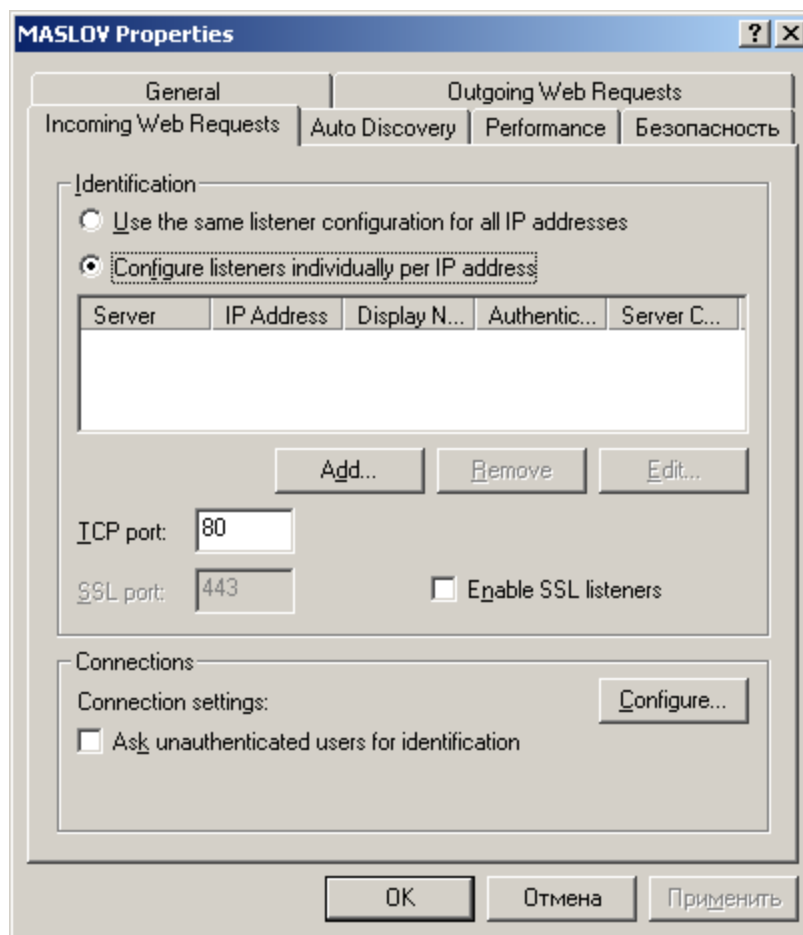 MASLOV Properties
General Outgoing Web Requests
Incoming Web Requests Auto Discovery Performance Безопасность
Identification
Use the same listener configuration for all IP addresses
Configure listeners individually per IP address
Server IP Address Display N... Authentic... Server C...
Add... Remove Edit...
TCP port: 80
SSL port: 443 Enable SSL listeners
Connections
Connection settings: Configure...
Ask unauthenticated users for identification
OK Отмена Применить